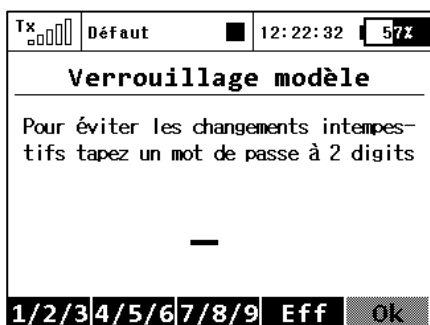 Tx Défaut 12:22:32 57%
Verrouillage modèle
Pour éviter les changements intempes-
tifs tapez un mot de passe à 2 digits
1/2/3 4/5/6 7/8/9 Eff Ok